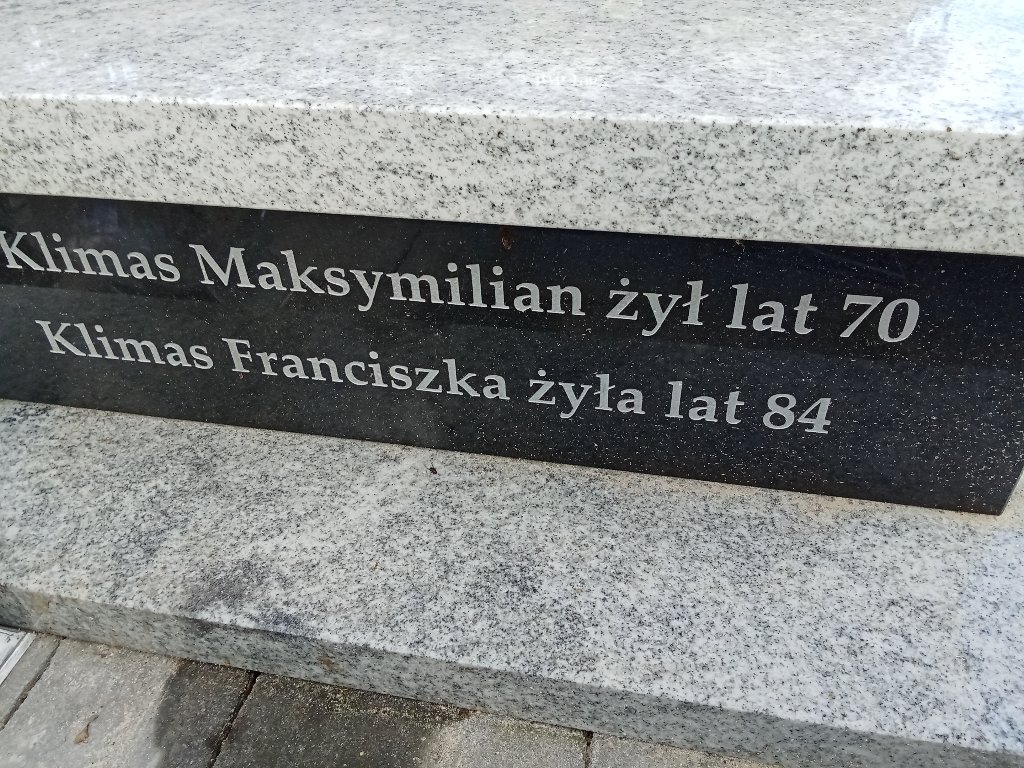 Klimas Maksymilian żył lat 70
Klimas Franciszka żyła lat 84